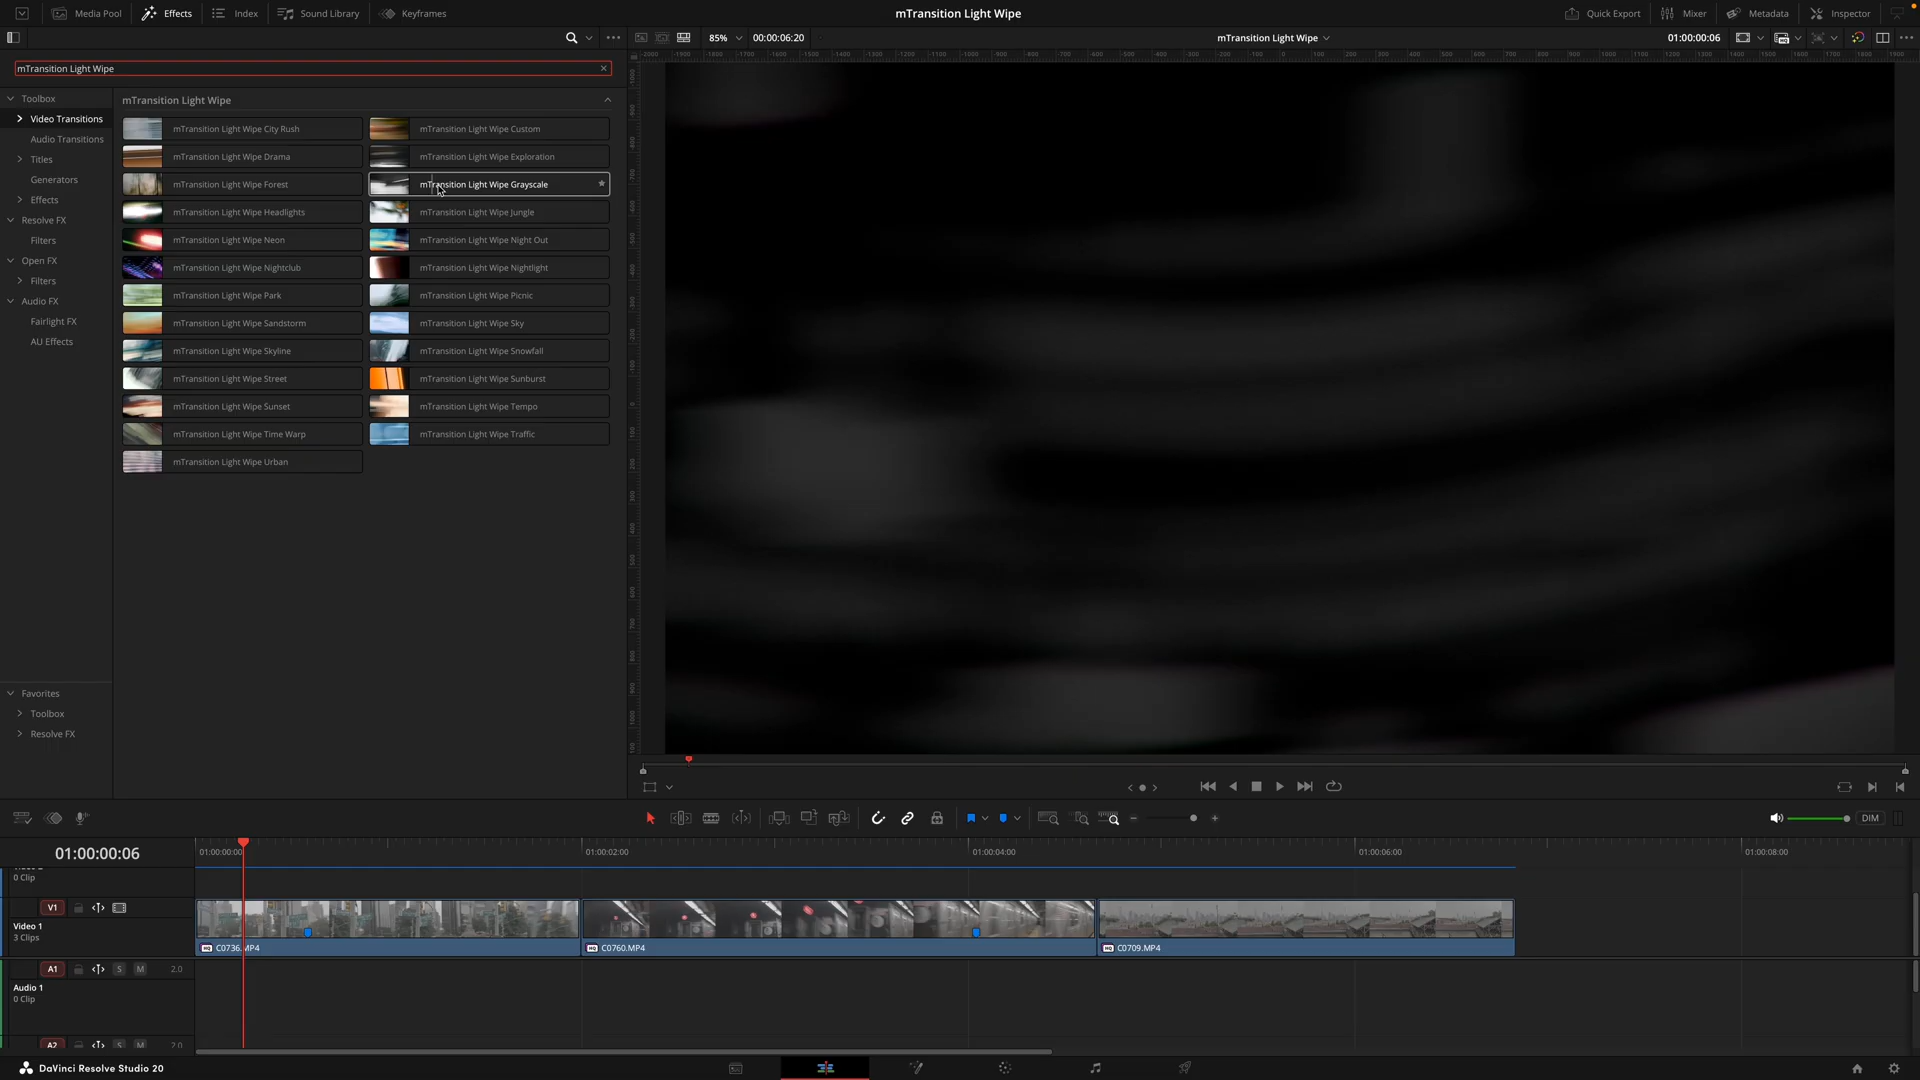 Media Pool Effects Index Sound Library Keyframes mTransition Light Wipe Quick Export Mixer Metadata Inspector
85% 00:00:06:20 mTransition Light Wipe 01:00:00:06
mTransition Light Wipe
Toolbox
Video Transitions
Audio Transitions
Titles
Generators
Effects
Resolve FX
Filters
Open FX
Filters
Audio FX
Fairlight FX
AU Effects
Favorites
Toolbox
Resolve FX
mTransition Light Wipe
mTransition Light Wipe City Rush
mTransition Light Wipe Custom
mTransition Light Wipe Drama
mTransition Light Wipe Exploration
mTransition Light Wipe Forest
mTransition Light Wipe Grayscale
mTransition Light Wipe Headlights
mTransition Light Wipe Jungle
mTransition Light Wipe Neon
mTransition Light Wipe Night Out
mTransition Light Wipe Nightclub
mTransition Light Wipe Nightlight
mTransition Light Wipe Park
mTransition Light Wipe Picnic
mTransition Light Wipe Sandstorm
mTransition Light Wipe Sky
mTransition Light Wipe Skyline
mTransition Light Wipe Snowfall
mTransition Light Wipe Street
mTransition Light Wipe Sunburst
mTransition Light Wipe Sunset
mTransition Light Wipe Tempo
mTransition Light Wipe Time Warp
mTransition Light Wipe Traffic
mTransition Light Wipe Urban
DIM
01:00:00:06 01:00:00:00 01:00:02:00 01:00:04:00 01:00:06:00 01:00:08:00
0 Clip
V1
Video 1
3 Clips
C0736.MP4 C0760.MP4 C0709.MP4
A1 S M 2.0
Audio 1
0 Clip
A2 S M 2.0
DaVinci Resolve Studio 20